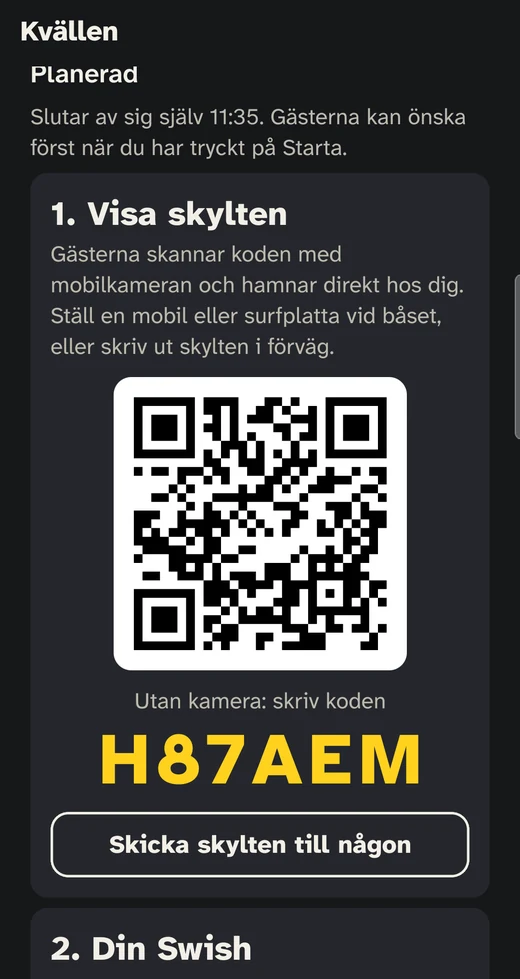 Kvällen
Planerad
Slutar av sig själv 11:35. Gästerna kan önska
först när du har tryckt på Starta.
1. Visa skylten
Gästerna skannar koden med
mobilkameran och hamnar direkt hos dig.
Ställ en mobil eller surfplatta vid båset,
eller skriv ut skylten i förväg.
Utan kamera: skriv koden
H87AEM
Skicka skylten till någon
2. Din Swish